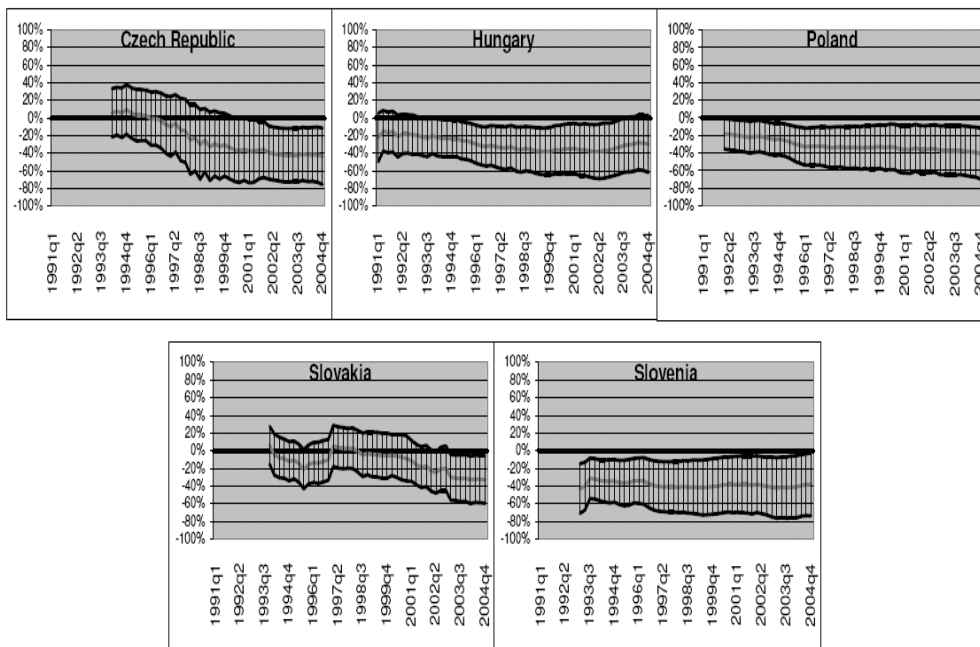 Czech Republic
100%
80%
60%
40%
20%
0%
-20%
-40%
-60%
-80%
-100%
1991q1
1992q2
1993q3
1994q4
1996q1
1997q2
1998q3
1999q4
2001q1
2002q2
2003q3
2004q4
Hungary
100%
80%
60%
40%
20%
0%
-20%
-40%
-60%
-80%
-100%
1991q1
1992q2
1993q3
1994q4
1996q1
1997q2
1998q3
1999q4
2001q1
2002q2
2003q3
2004q4
Poland
100%
80%
60%
40%
20%
0%
-20%
-40%
-60%
-80%
-100%
1991q1
1992q2
1993q3
1994q4
1996q1
1997q2
1998q3
1999q4
2001q1
2002q2
2003q3
2004q4
Slovakia
100%
80%
60%
40%
20%
0%
-20%
-40%
-60%
-80%
-100%
1991q1
1992q2
1993q3
1994q4
1996q1
1997q2
1998q3
1999q4
2001q1
2002q2
2003q3
2004q4
Slovenia
100%
80%
60%
40%
20%
0%
-20%
-40%
-60%
-80%
-100%
1991q1
1992q2
1993q3
1994q4
1996q1
1997q2
1998q3
1999q4
2001q1
2002q2
2003q3
2004q4